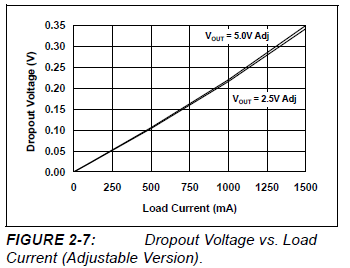 0.35
0.30
0.25
0.20
0.15
0.10
0.05
0.00
Dropout Voltage (V)
VOUT = 5.0V Adj
VOUT = 2.5V Adj
0 250 500 750 1000 1250 1500
Load Current (mA)
FIGURE 2-7: Dropout Voltage vs. Load
Current (Adjustable Version).